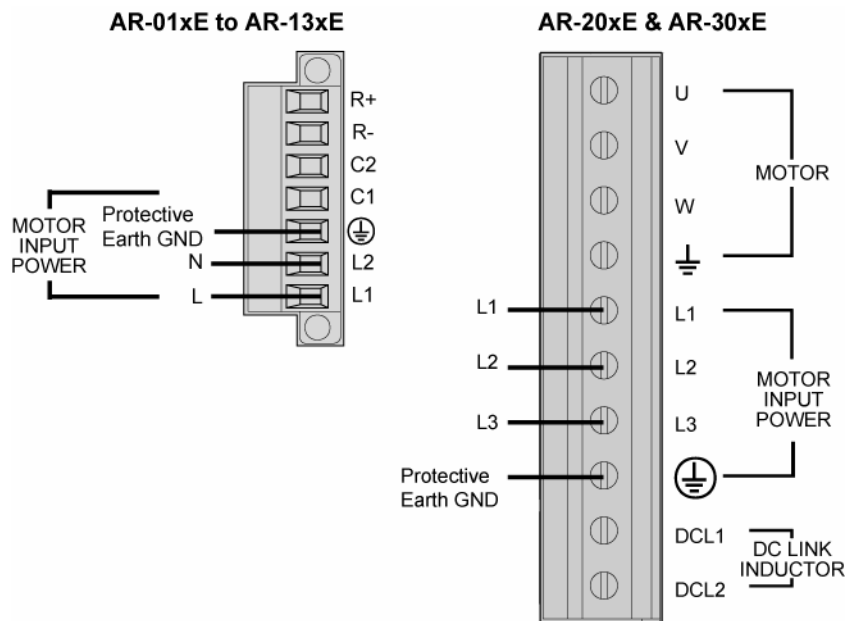 AR-01xE to AR-13xE
R+
R-
C2
C1
L2
L1
MOTOR
INPUT
POWER
Protective
Earth GND
N
L
AR-20xE & AR-30xE
U
V
W
MOTOR
L1
L1
L2
L2
L3
L3
MOTOR
INPUT
POWER
Protective
Earth GND
DCL1
DCL2
DC LINK
INDUCTOR